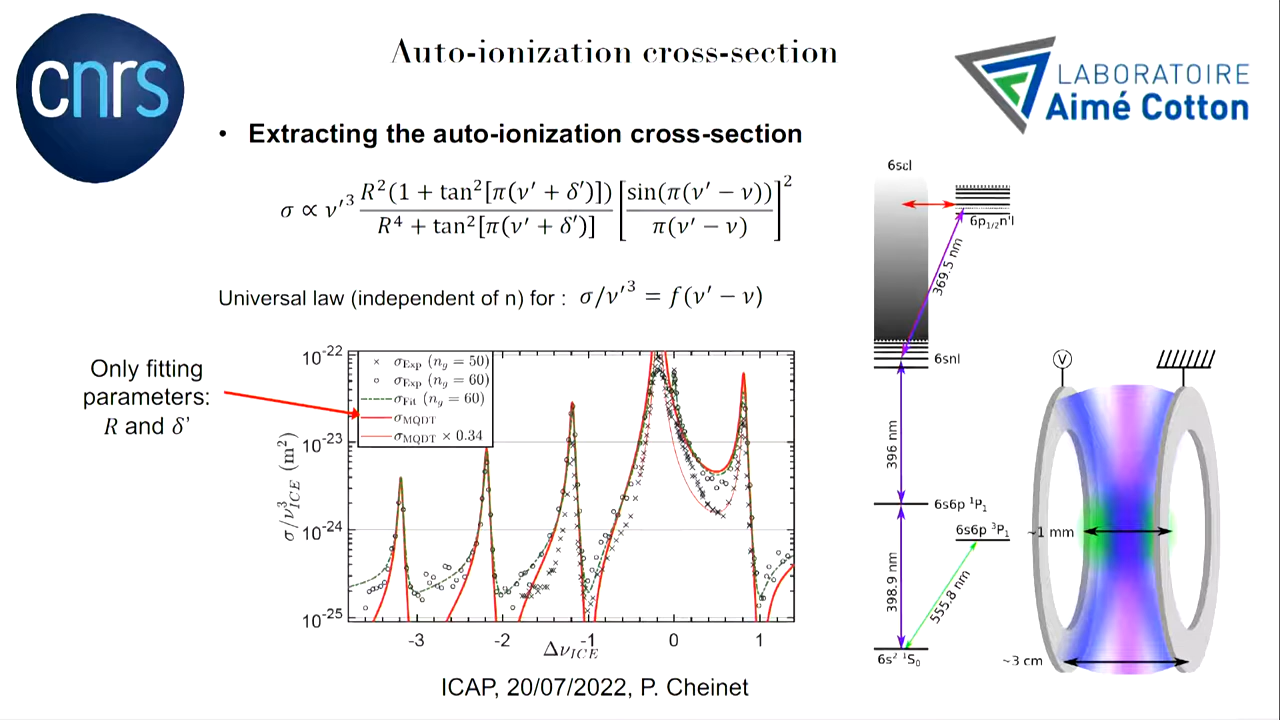 cnrs
Auto-ionization cross-section
LABORATOIRE
Aimé Cotton
• Extracting the auto-ionization cross-section
σ ∝ ν′³ R²(1 + tan²[π(ν′ + δ′)]) / R⁴ + tan²[π(ν′ + δ′)] [sin(π(ν′ − ν)) / π(ν′ − ν)]²
Universal law (independent of n) for : σ/ν′³ = f(ν′ − ν)
Only fitting
parameters:
R and δ’
σ/ν³ICE (m²)
10-22
10-23
10-24
10-25
× σExp (ng = 50)
○ σExp (ng = 60)
σFit (ng = 60)
σMQDT
σMQDT × 0.34
-3 -2 -1 0 1
ΔνICE
6sεl
6p1/2n'l
369.5 nm
6snl
396 nm
6s6p ¹P₁
6s6p ³P₁
398.9 nm
555.8 nm
6s² ¹S₀
V
~1 mm
~3 cm
ICAP, 20/07/2022, P. Cheinet